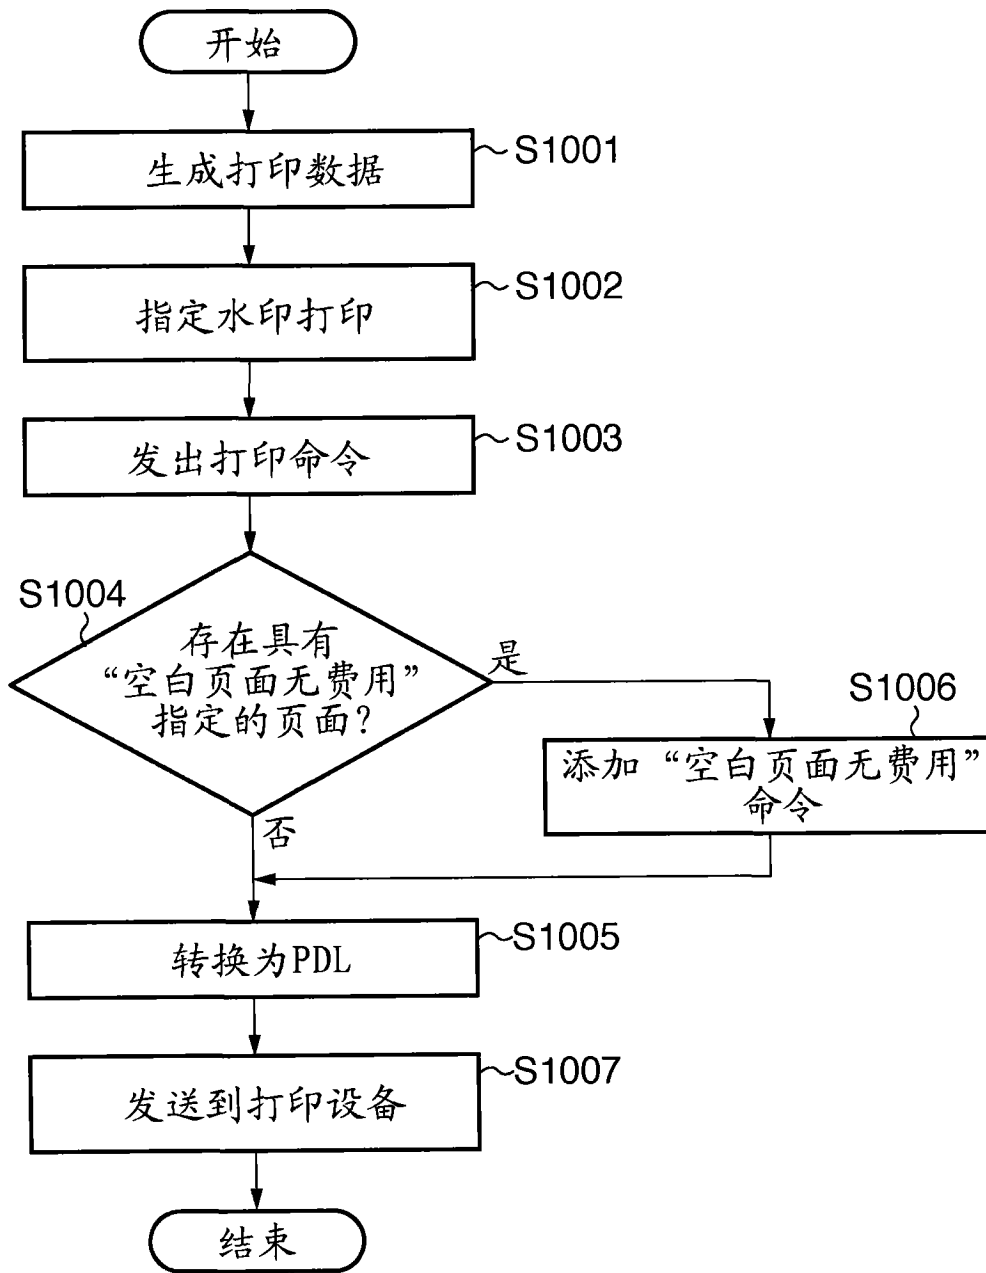 开始
生成打印数据
S1001
指定水印打印
S1002
发出打印命令
S1003
S1004
存在具有
“空白页面无费用”
指定的页面？
是
否
S1006
添加 “空白页面无费用”
命令
转换为PDL
S1005
发送到打印设备
S1007
结束